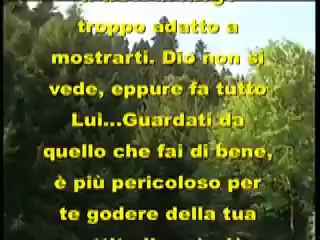 troppo adatto a
mostrarti. Dio non si
vede, eppure fa tutto
Lui...Guardati da
quello che fai di bene,
è più pericoloso per
te godere della tua